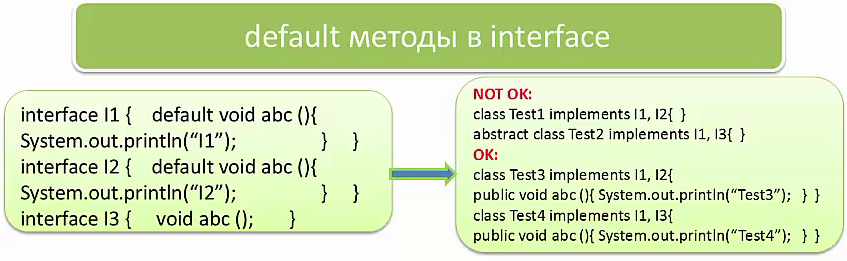 default методы в interface
interface I1 { default void abc (){
System.out.println(“I1”); } }
interface I2 { default void abc (){
System.out.println(“I2”); } }
interface I3 { void abc (); }
NOT OK:
class Test1 implements I1, I2{ }
abstract class Test2 implements I1, I3{ }
OK:
class Test3 implements I1, I2{
public void abc (){ System.out.println(“Test3”); } }
class Test4 implements I1, I3{
public void abc (){ System.out.println(“Test4”); } }